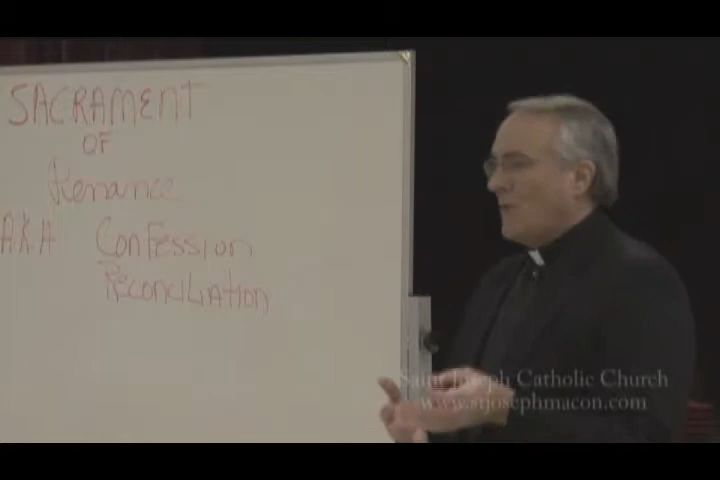 SACRAMENT
OF
Penance
A.K.A Confession
Reconciliation
Saint Joseph Catholic Church
www.stjosephmacon.com